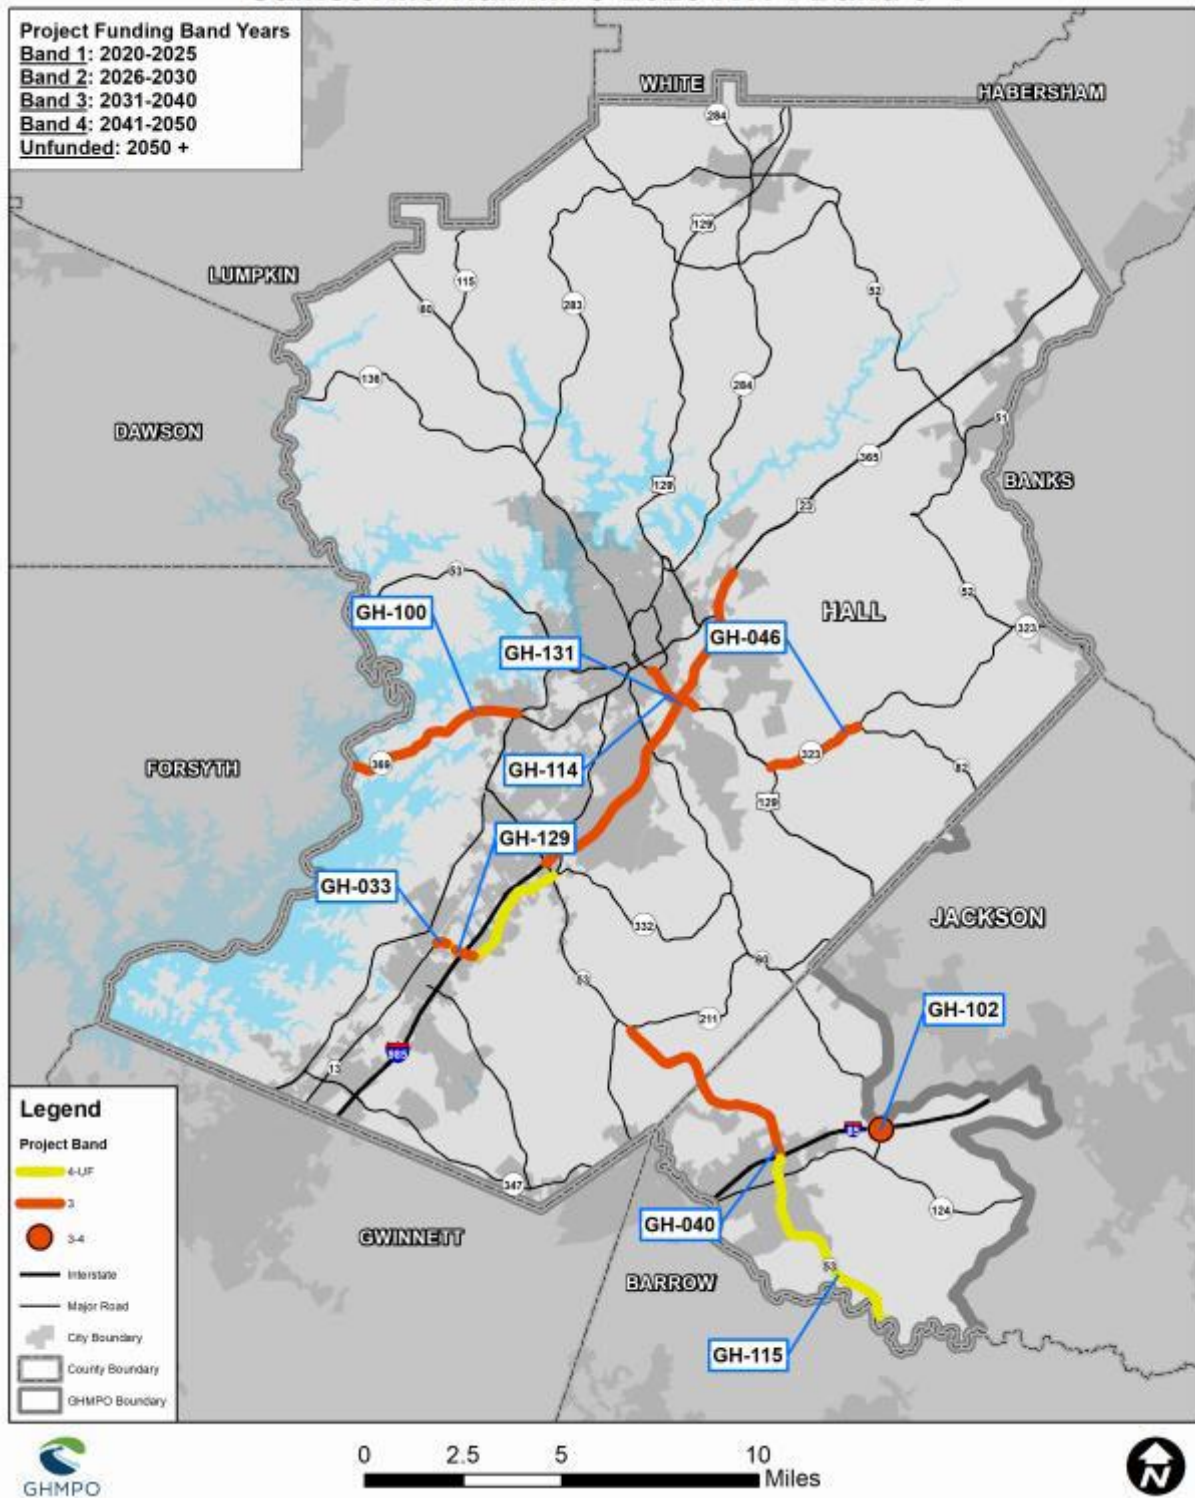 Project Funding Band Years
Band 1: 2020-2025
Band 2: 2026-2030
Band 3: 2031-2040
Band 4: 2041-2050
Unfunded: 2050 +
WHITE
HABERSHAM
284
129
LUMPKIN
115
60
283
52
136
284
DAWSON
51
365
129
BANKS
23
53
52
GH-100
HALL
323
GH-131
GH-046
FORSYTH
369
GH-114
323
52
129
GH-129
GH-033
332
JACKSON
60
53
GH-102
211
985
13
85
347
124
GH-040
GWINNETT
53
BARROW
GH-115
Legend
Project Band
4-UF
3
3-4
Interstate
Major Road
City Boundary
County Boundary
GHMPO Boundary
GHMPO
0 2.5 5 10
Miles
N